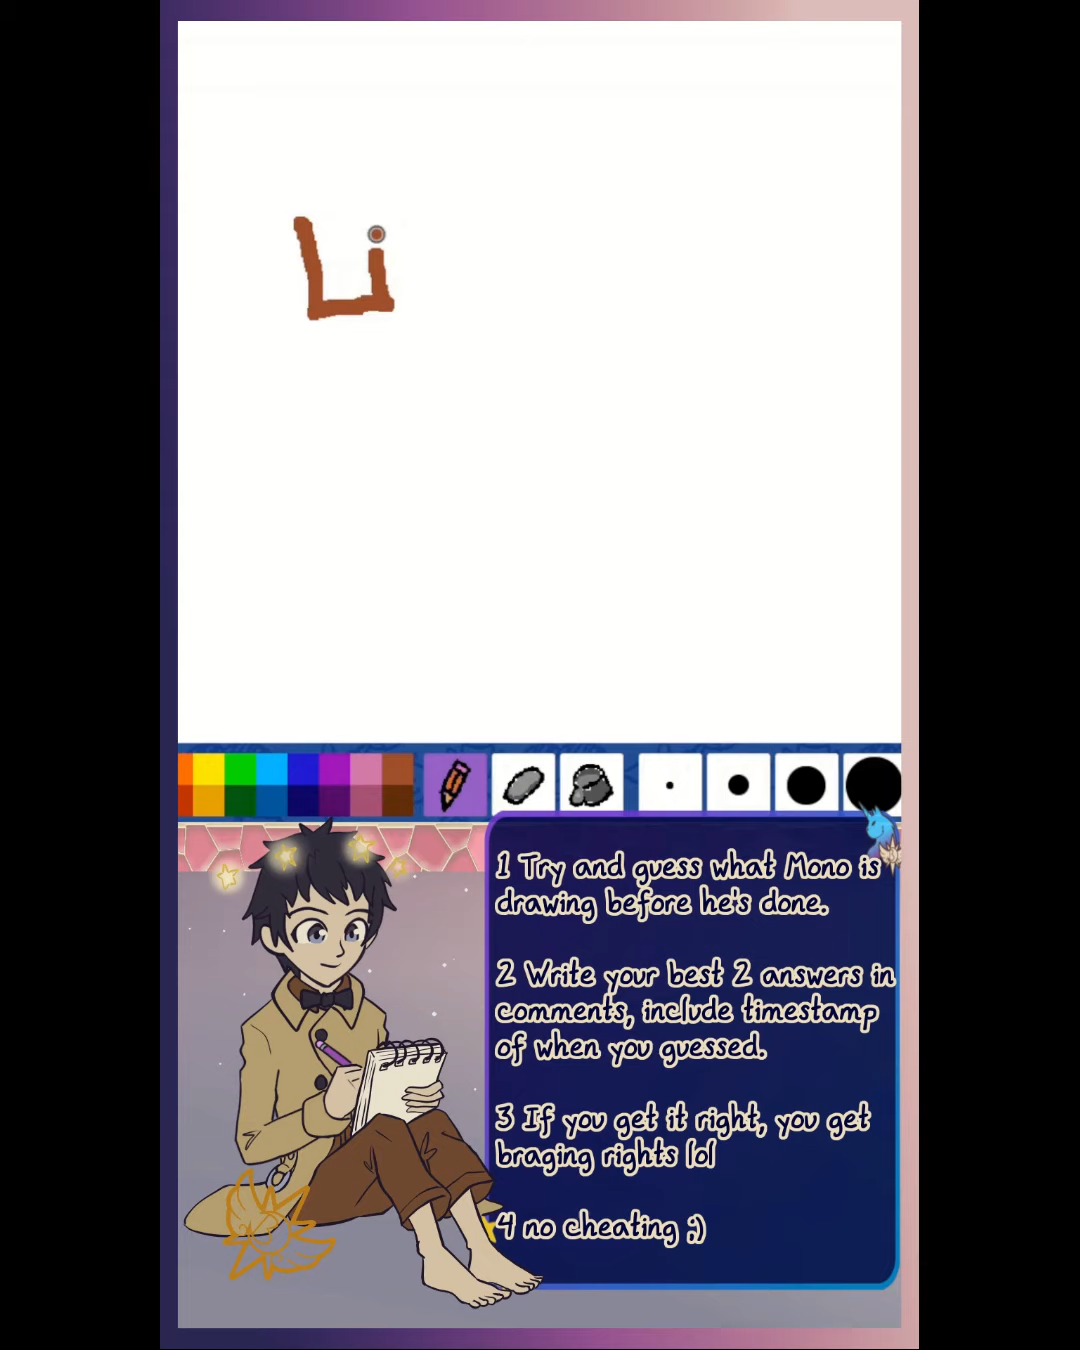 1 Try and guess what Mono is
drawing before he's done.
2 Write your best 2 answers in
comments, include timestamp
of when you guessed.
3 If you get it right, you get
braging rights lol
4 no cheating ;)